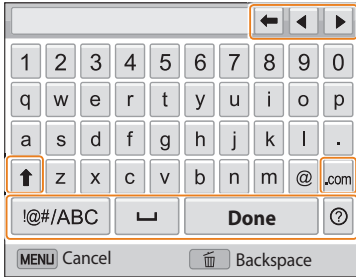 1 2 3 4 5 6 7 8 9 0
q w e r t y u i o p
a s d f g h j k l .
z x c v b n m @ .com
!@#/ABC Done ?
MENU Cancel Backspace